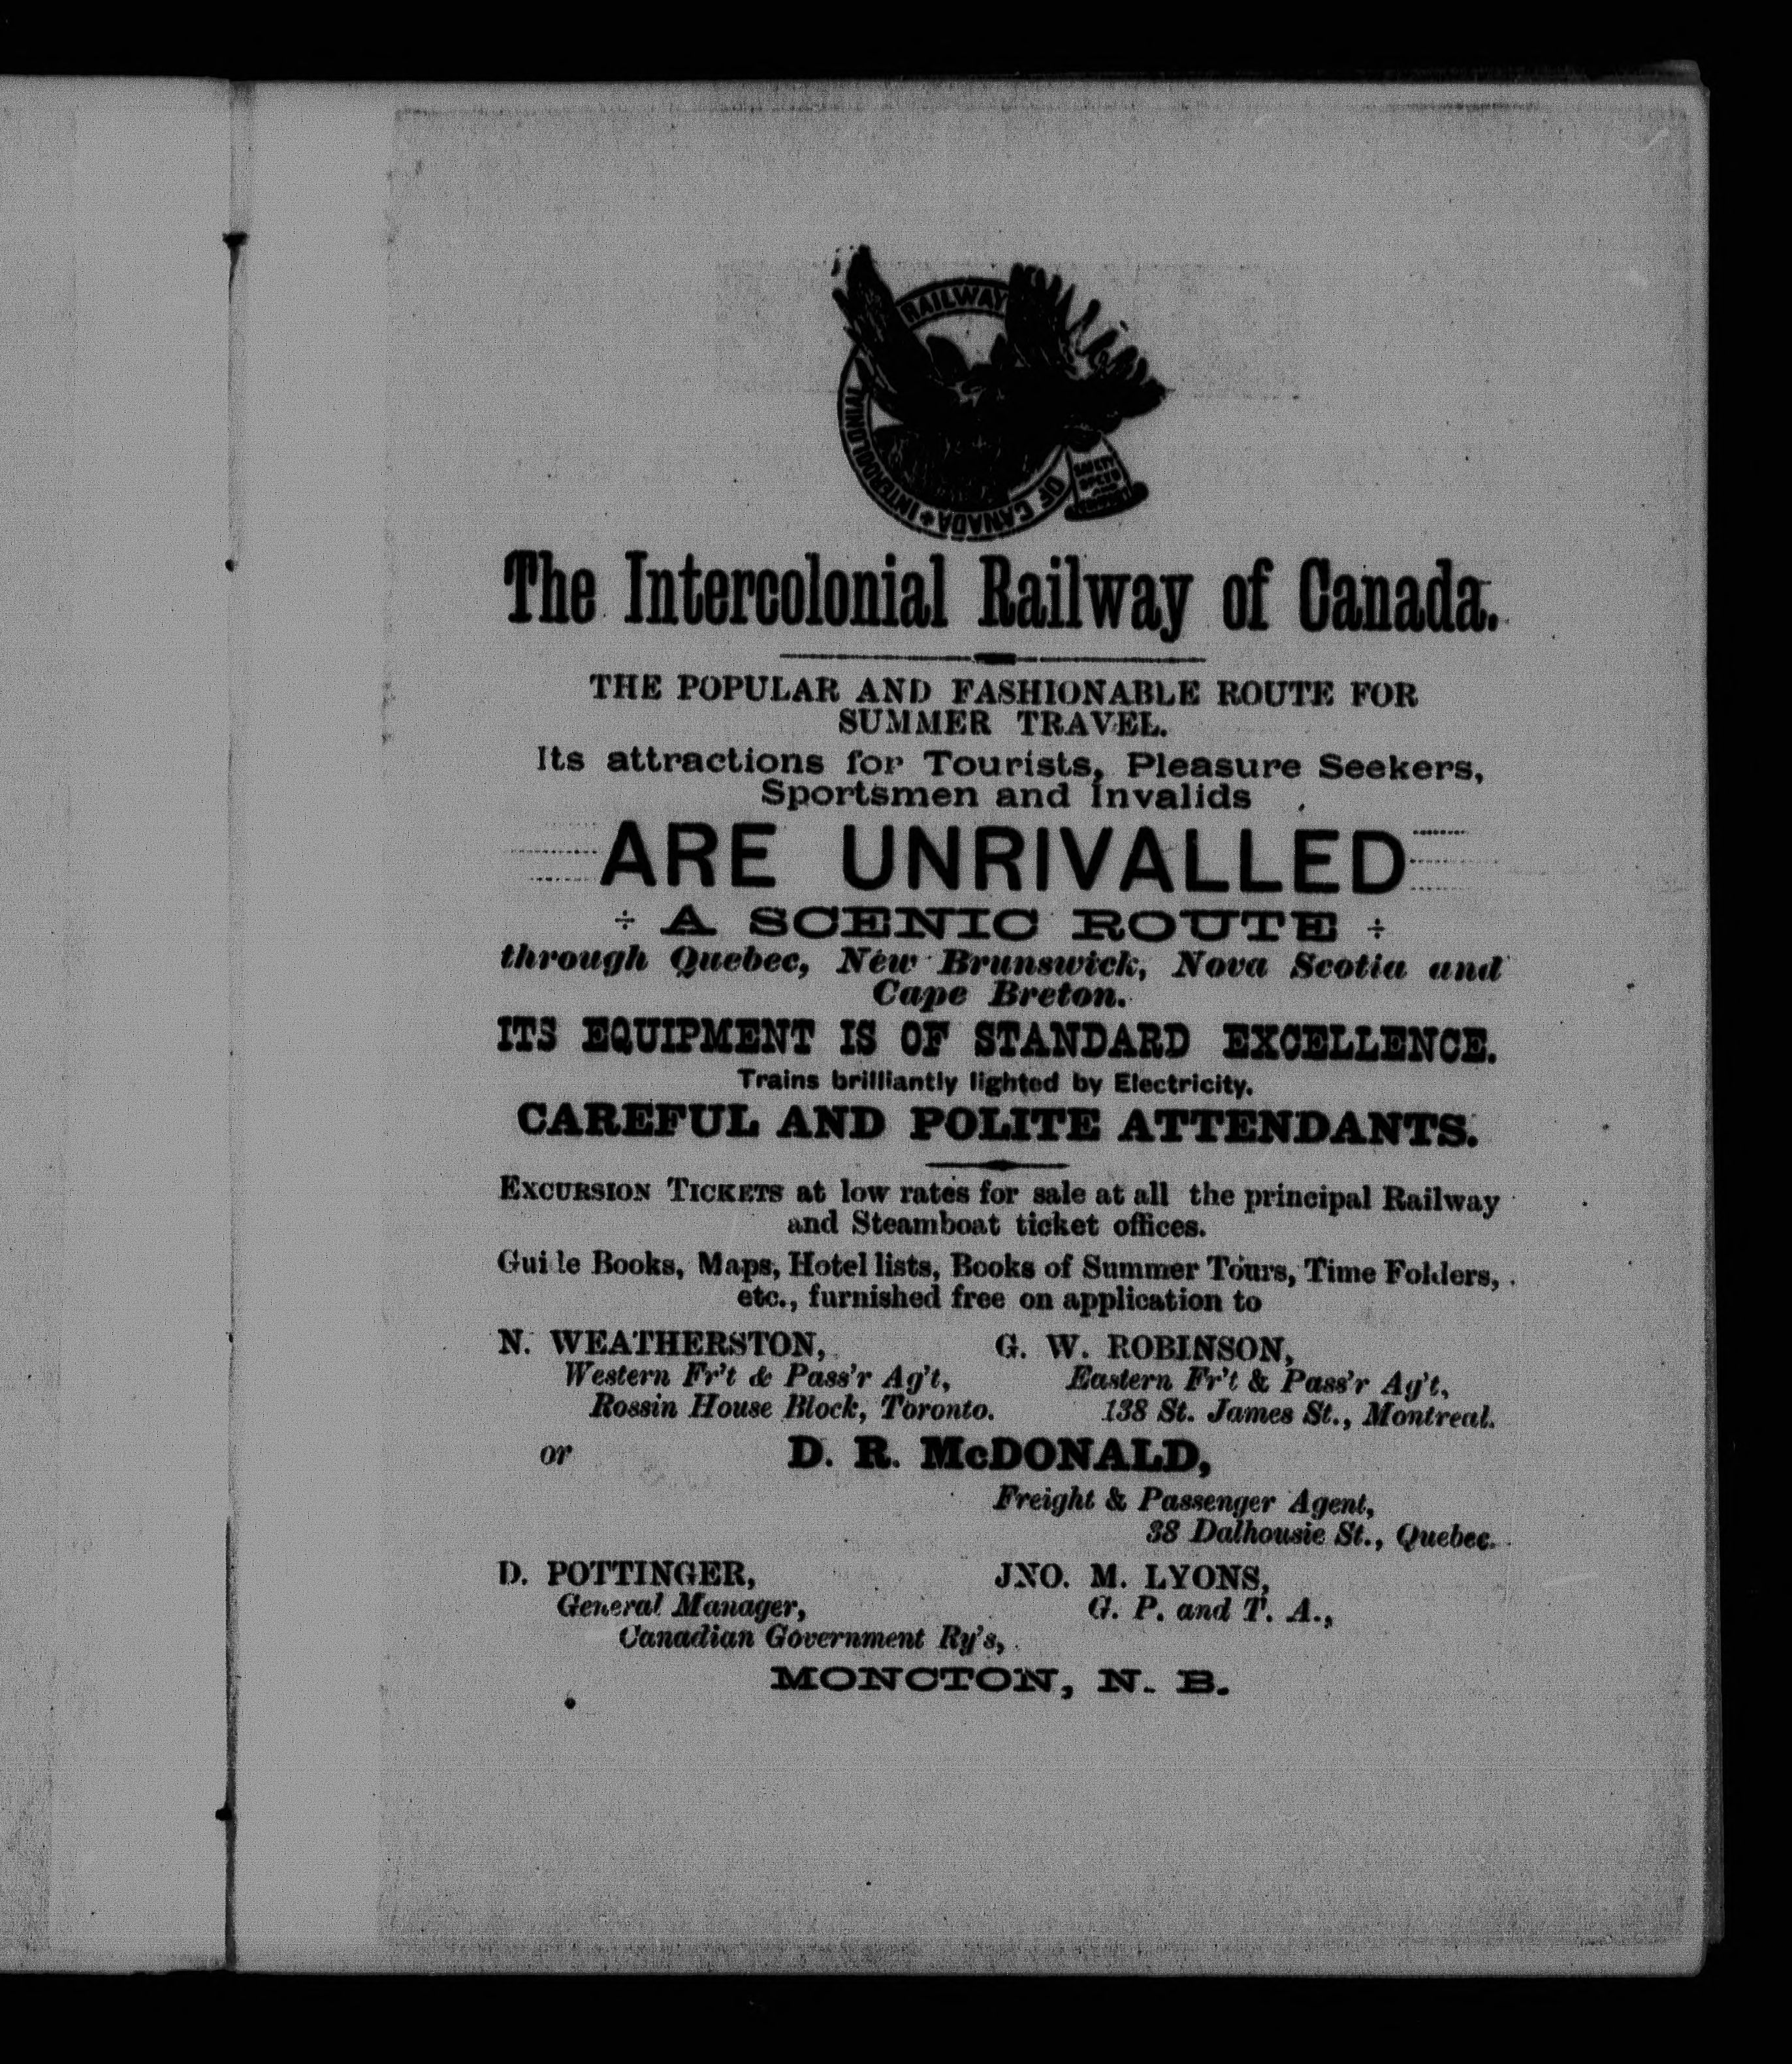 RAILWAY
INTERCOLONIAL
OF CANADA
SAFETY
SPEED
The Intercolonial Railway of Canada.
THE POPULAR AND FASHIONABLE ROUTE FOR
SUMMER TRAVEL.
Its attractions for Tourists, Pleasure Seekers,
Sportsmen and Invalids
ARE UNRIVALLED
÷ A SCENIC ROUTE ÷
through Quebec, New Brunswick, Nova Scotia and
Cape Breton.
ITS EQUIPMENT IS OF STANDARD EXCELLENCE.
Trains brilliantly lighted by Electricity.
CAREFUL AND POLITE ATTENDANTS.
EXCURSION TICKETS at low rates for sale at all the principal Railway
and Steamboat ticket offices.
Guide Books, Maps, Hotel lists, Books of Summer Tours, Time Folders,
etc., furnished free on application to
N. WEATHERSTON,
Western Fr't & Pass'r Ag't,
Rossin House Block, Toronto.
G. W. ROBINSON,
Eastern Fr't & Pass'r Ag't,
138 St. James St., Montreal.
or D. R. McDONALD,
Freight & Passenger Agent,
38 Dalhousie St., Quebec.
D. POTTINGER,
General Manager,
Canadian Government Ry's,
JNO. M. LYONS,
G. P. and T. A.,
MONCTON, N. B.